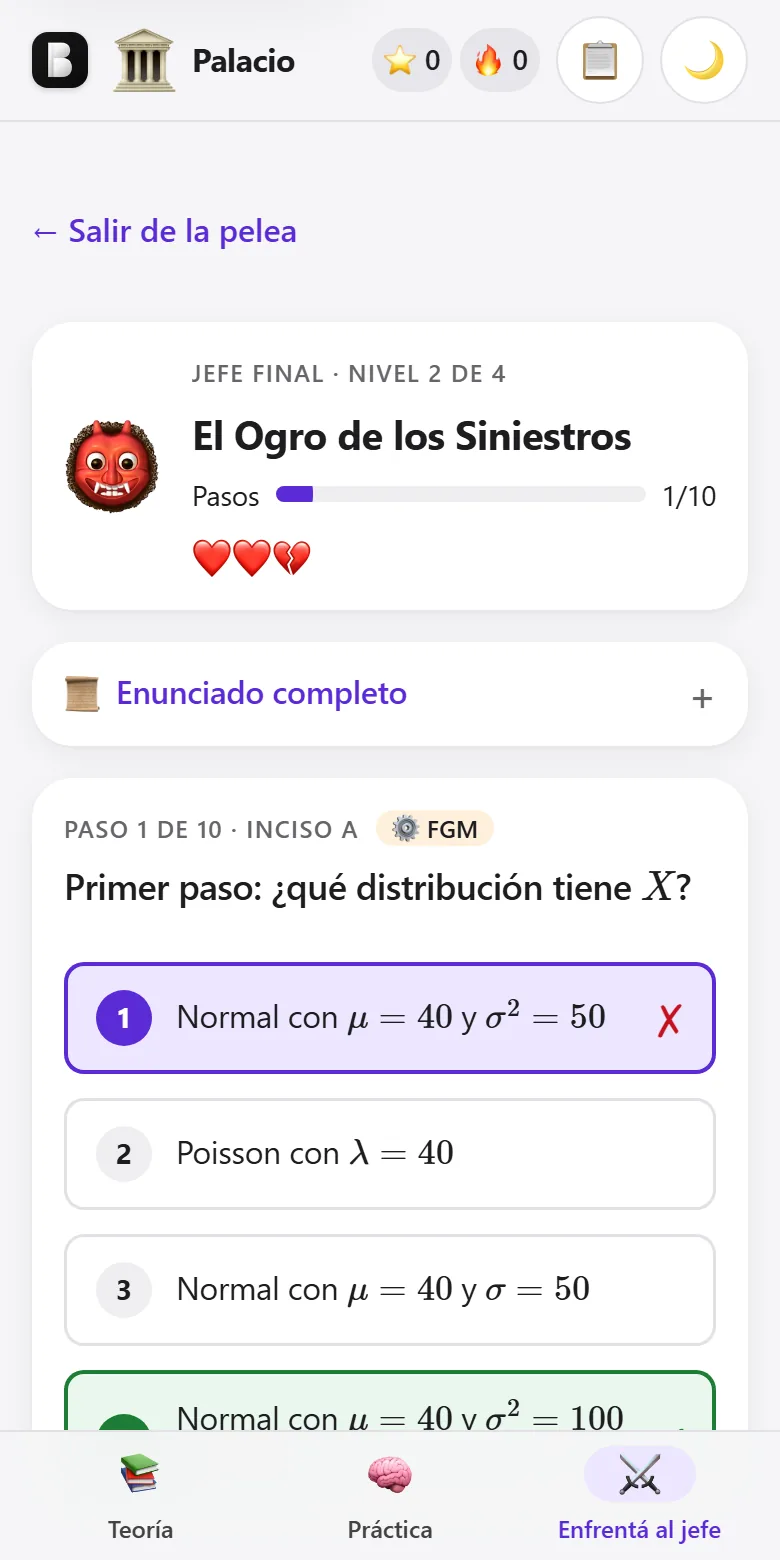 B Palacio 0 0
← Salir de la pelea
JEFE FINAL · NIVEL 2 DE 4
El Ogro de los Siniestros
Pasos 1/10
Enunciado completo +
PASO 1 DE 10 · INCISO A FGM
Primer paso: ¿qué distribución tiene X?
1 Normal con μ = 40 y σ² = 50 ✗
2 Poisson con λ = 40
3 Normal con μ = 40 y σ = 50
Normal con μ = 40 y σ² = 100
Teoría Práctica Enfrentá al jefe